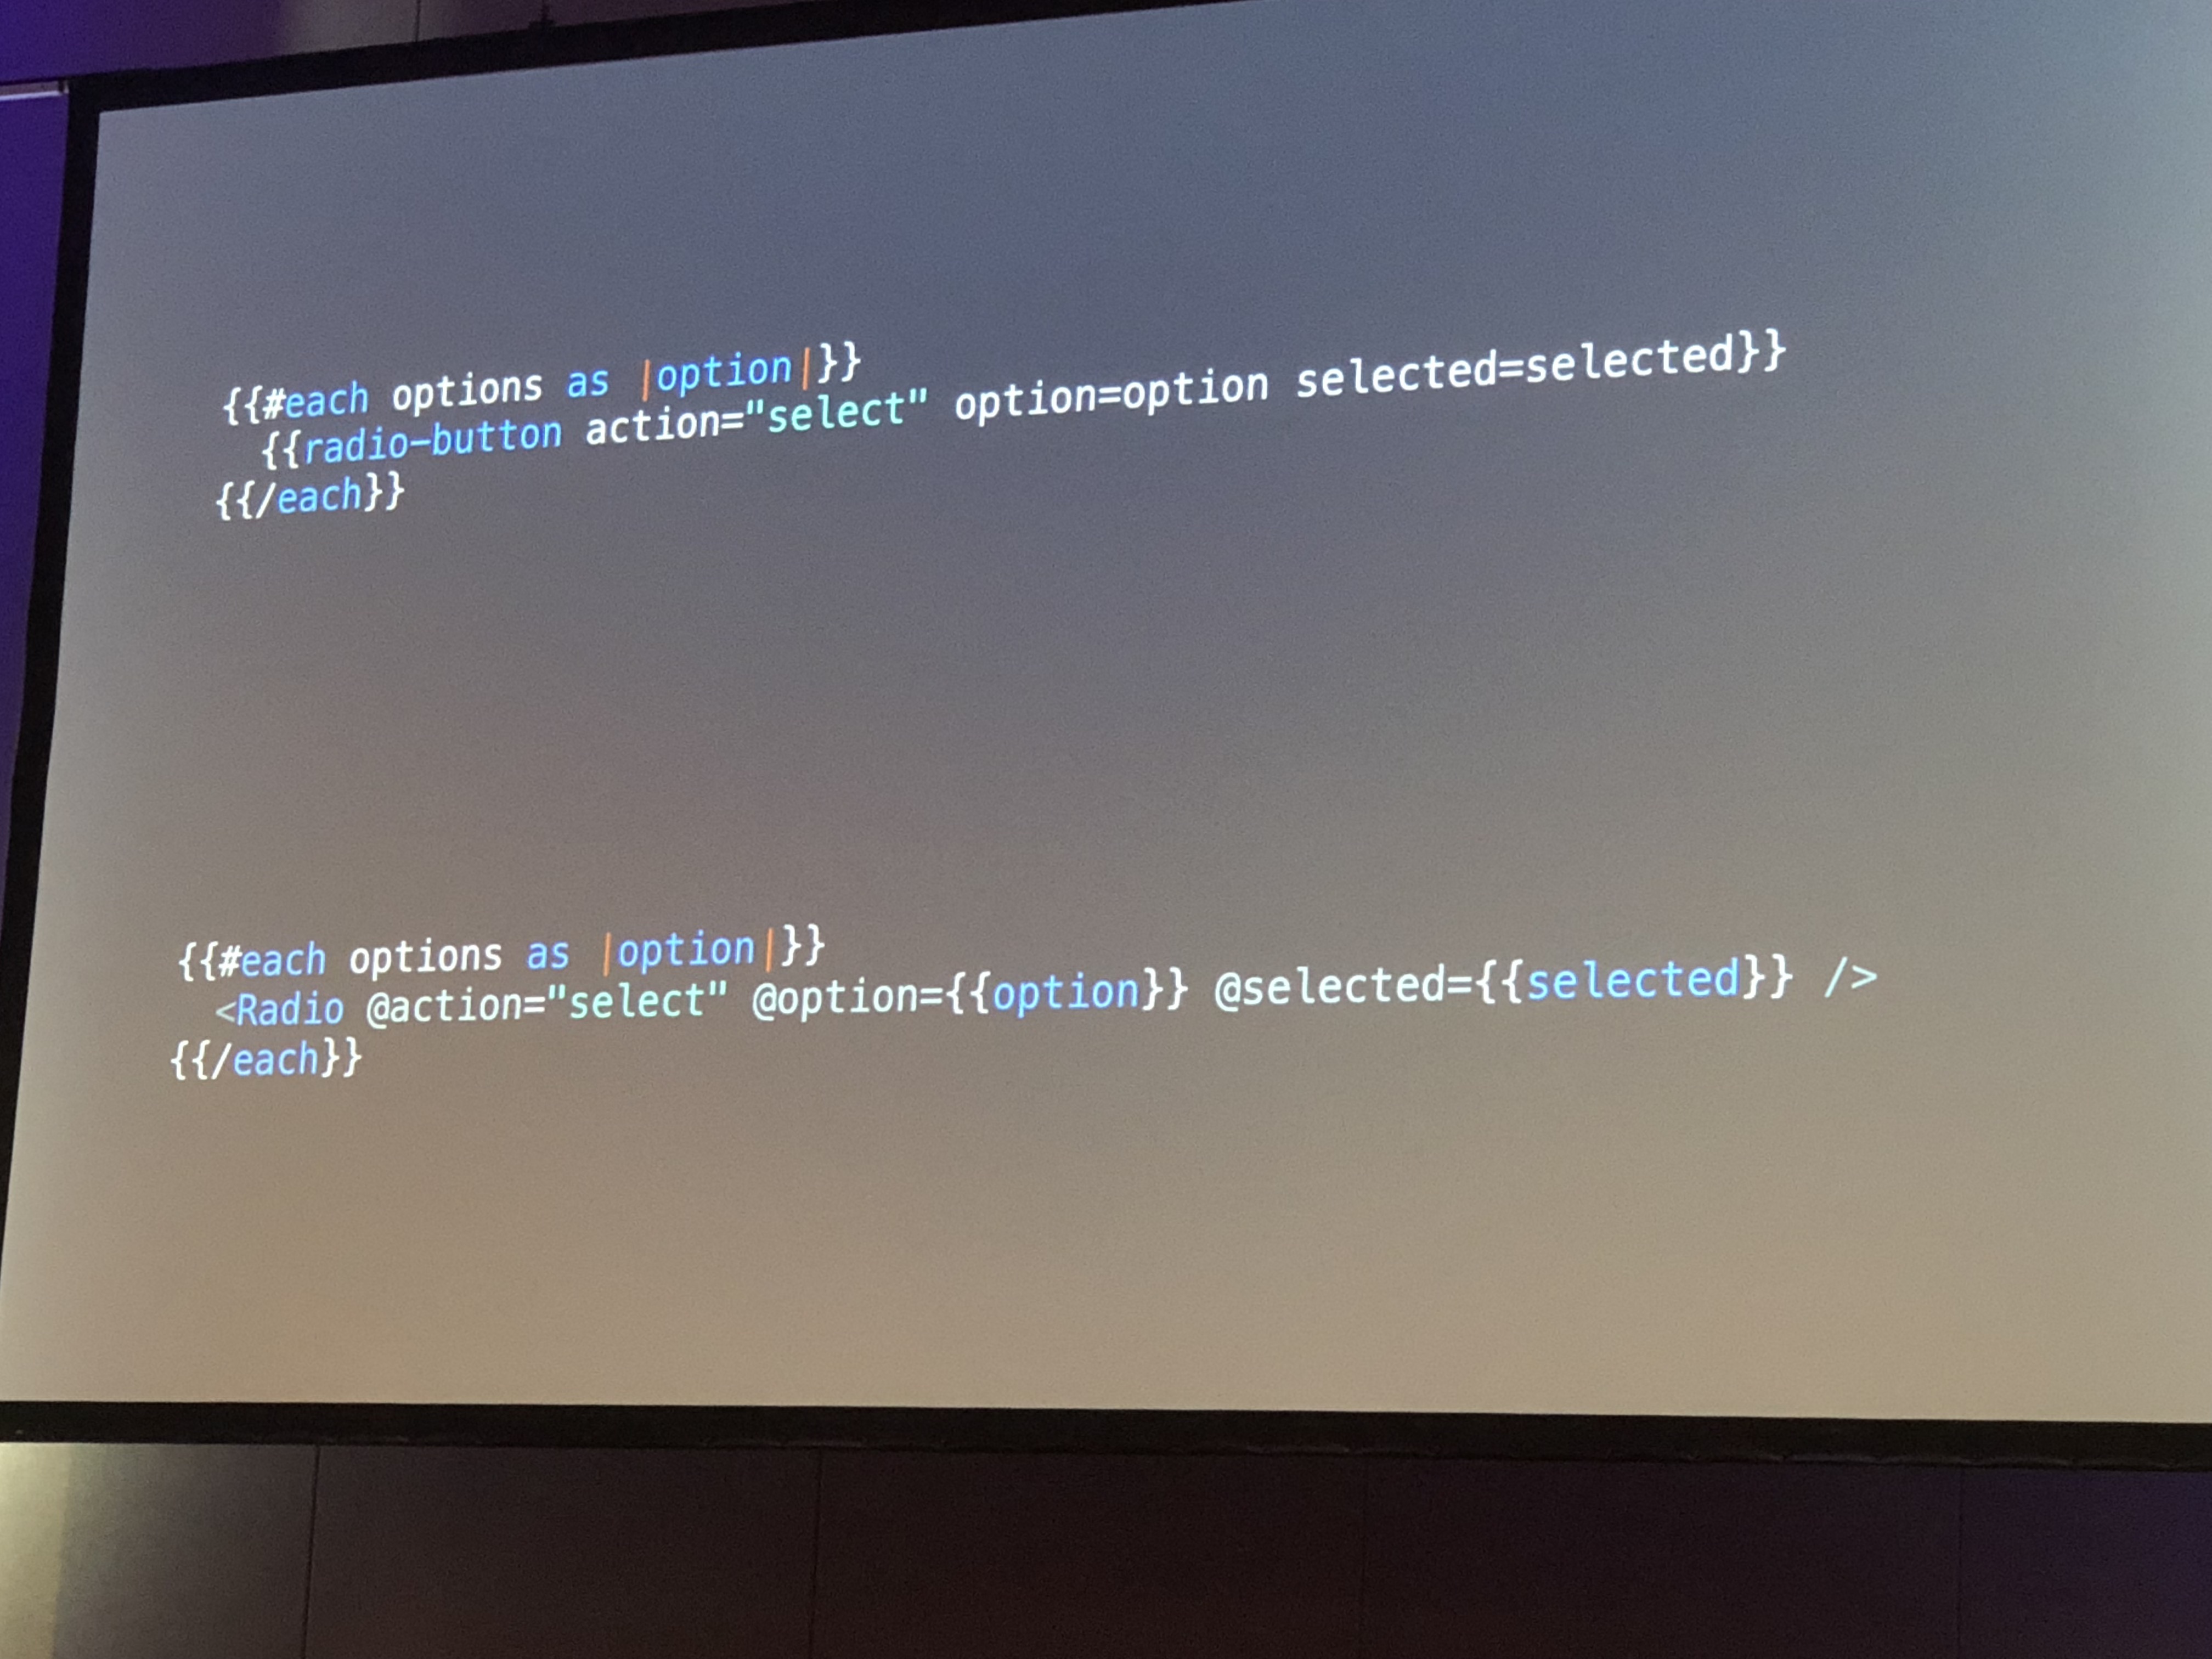 {{#each options as |option|}}
  {{radio-button action="select" option=option selected=selected}}
{{/each}}
{{#each options as |option|}}
  <Radio @action="select" @option={{option}} @selected={{selected}} />
{{/each}}